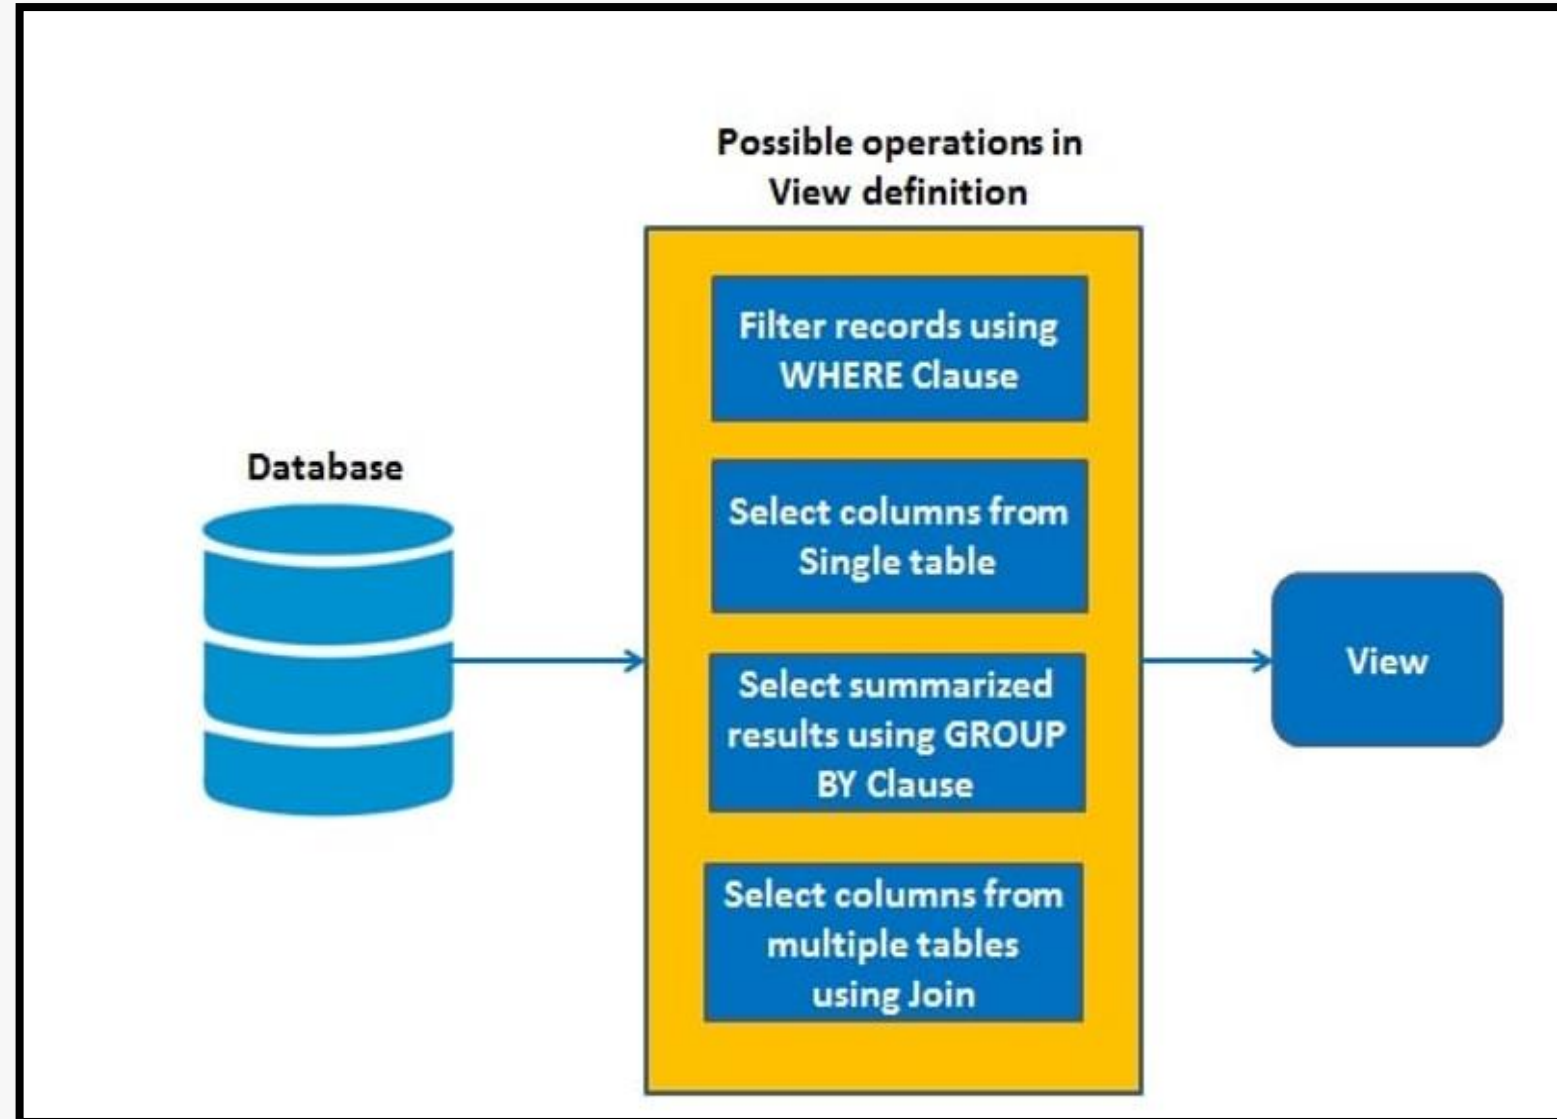 Possible operations in
View definition
Filter records using
WHERE Clause
Database
Select columns from
Single table
Select summarized
results using GROUP
BY Clause
View
Select columns from
multiple tables
using Join